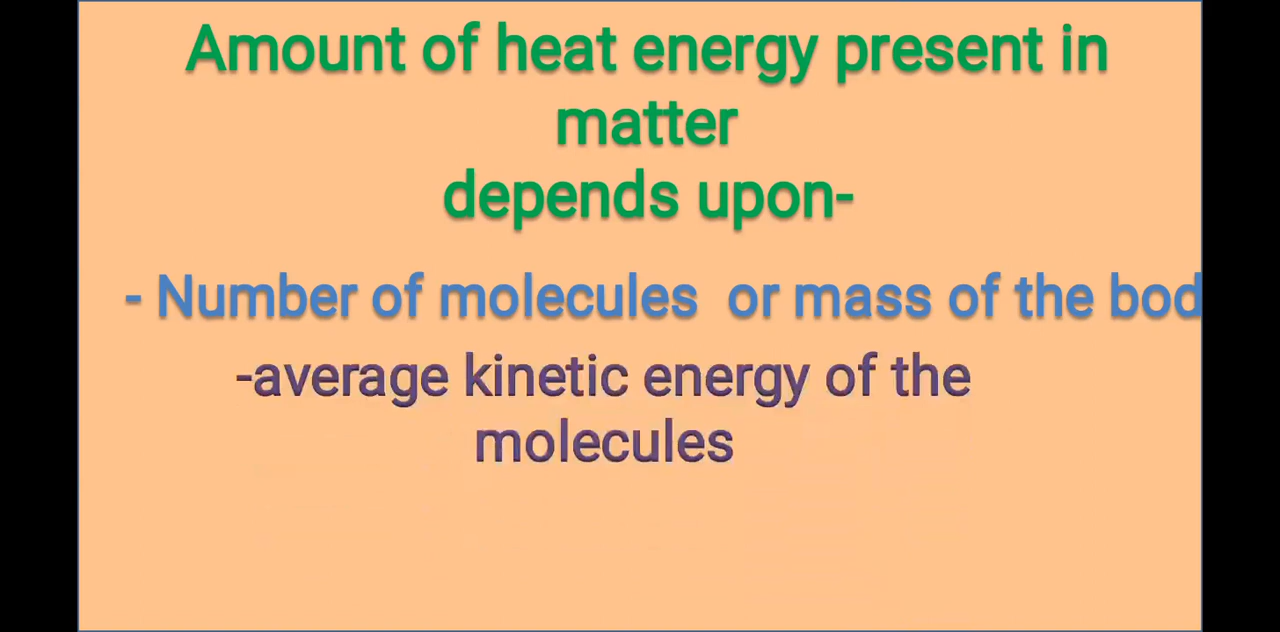 Amount of heat energy present in
matter
depends upon-
- Number of molecules or mass of the bod
-average kinetic energy of the
molecules